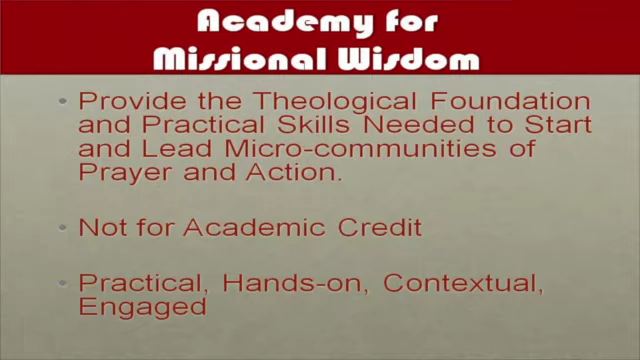 Academy for
Missional Wisdom
• Provide the Theological Foundation
and Practical Skills Needed to Start
and Lead Micro-communities of
Prayer and Action.
• Not for Academic Credit
• Practical, Hands-on, Contextual,
Engaged